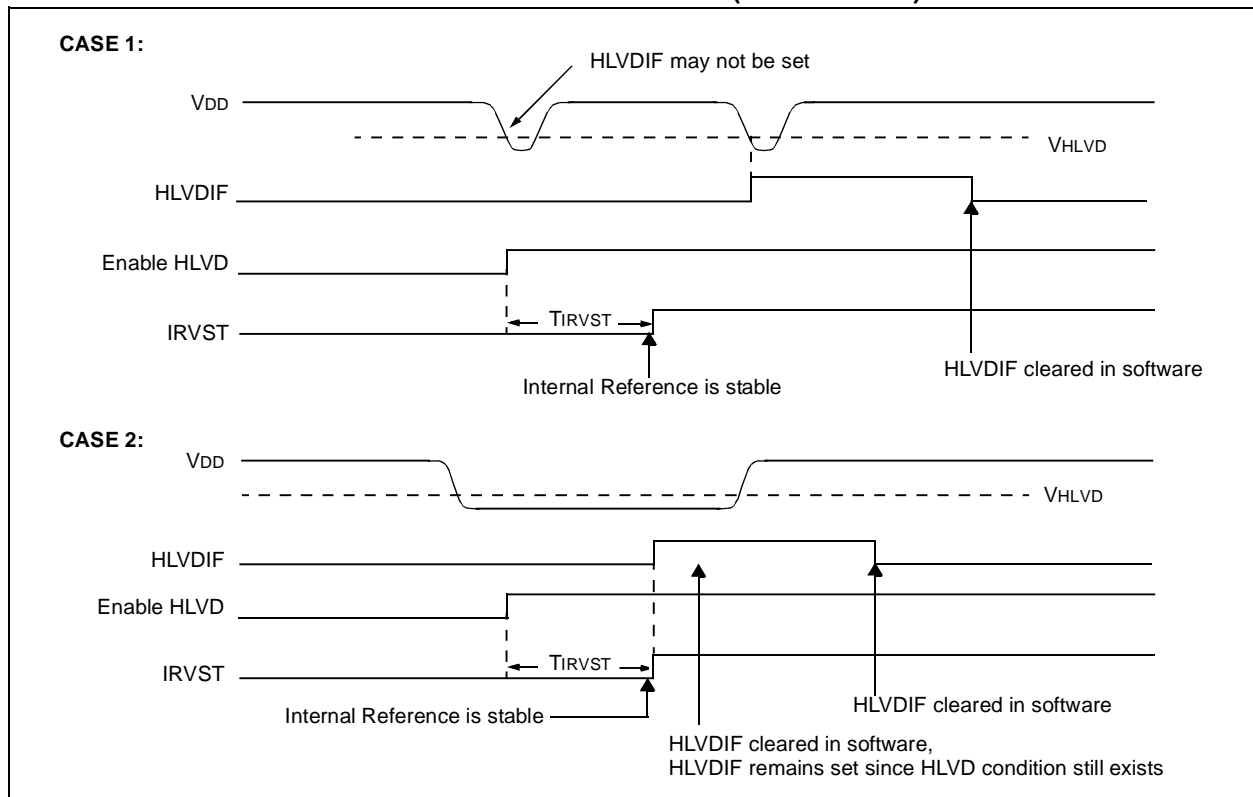 CASE 1:
HLVDIF may not be set
VDD
VHLVD
HLVDIF
Enable HLVD
TIRVST
IRVST
HLVDIF cleared in software
Internal Reference is stable
CASE 2:
VDD
VHLVD
HLVDIF
Enable HLVD
TIRVST
IRVST
HLVDIF cleared in software
Internal Reference is stable
HLVDIF cleared in software,
HLVDIF remains set since HLVD condition still exists